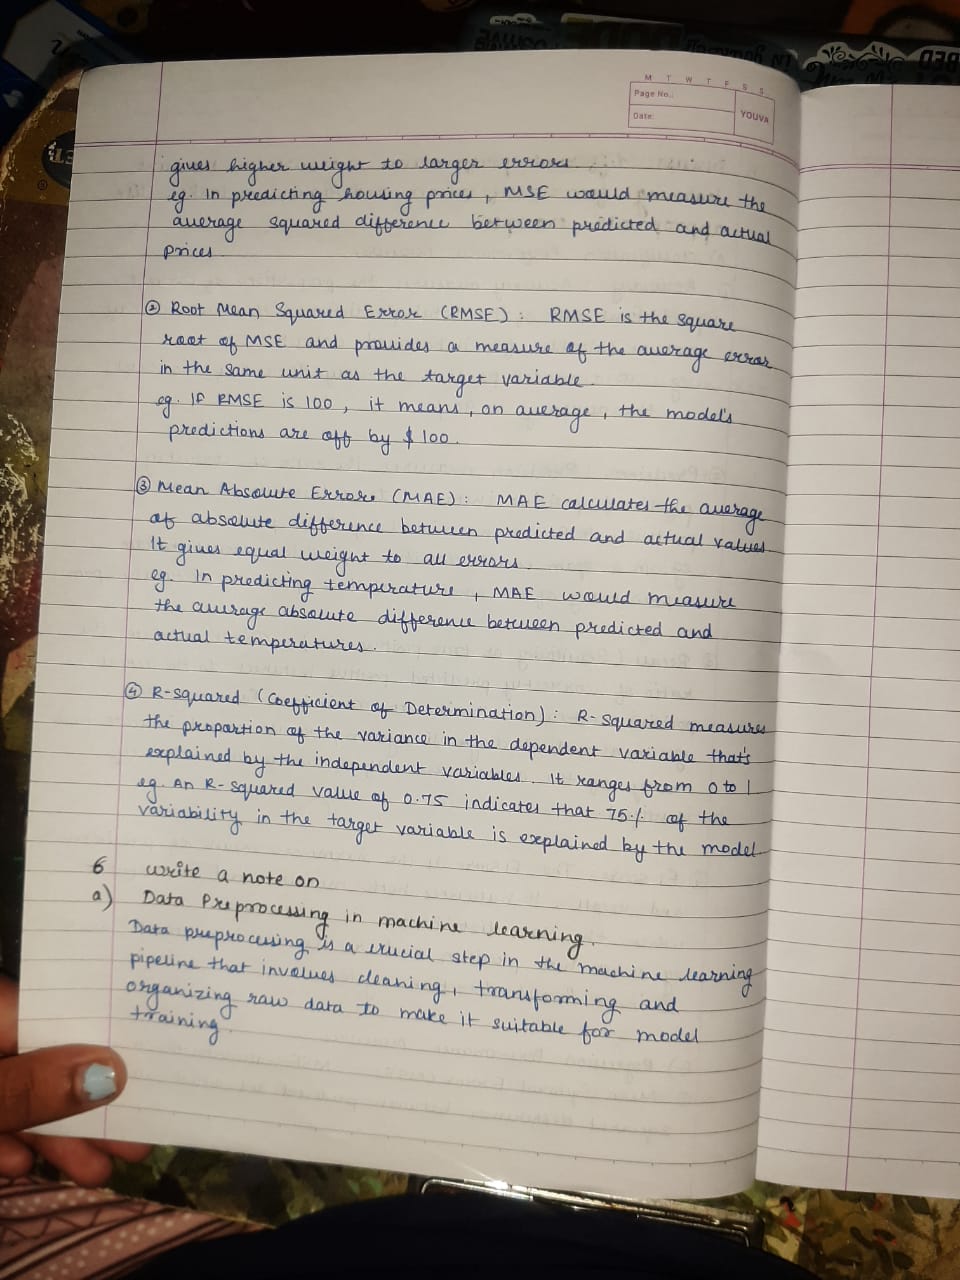 M T W T F S S
Page No.:
Date:
YOUVA
gives higher weight to larger errors.
eg. In predicting housing prices, MSE would measure the
average squared difference between predicted and actual
prices.
② Root Mean Squared Error (RMSE): RMSE is the square
root of MSE and provides a measure of the average error
in the same unit as the target variable.
eg. If RMSE is 100, it means, on average, the model's
predictions are off by $100.
③ Mean Absolute Error (MAE): MAE calculates the average
of absolute difference between predicted and actual values.
It gives equal weight to all errors.
eg. In predicting temperature, MAE would measure
the average absolute difference between predicted and
actual temperatures.
④ R-squared (Coefficient of Determination): R-squared measures
the proportion of the variance in the dependent variable that's
explained by the independent variables. It ranges from 0 to 1
eg. An R-squared value of 0.75 indicates that 75% of the
variability in the target variable is explained by the model.
6 write a note on
a) Data Preprocessing in machine learning.
Data preprocessing is a crucial step in the machine learning
pipeline that involves cleaning, transforming and
organizing raw data to make it suitable for model
training.